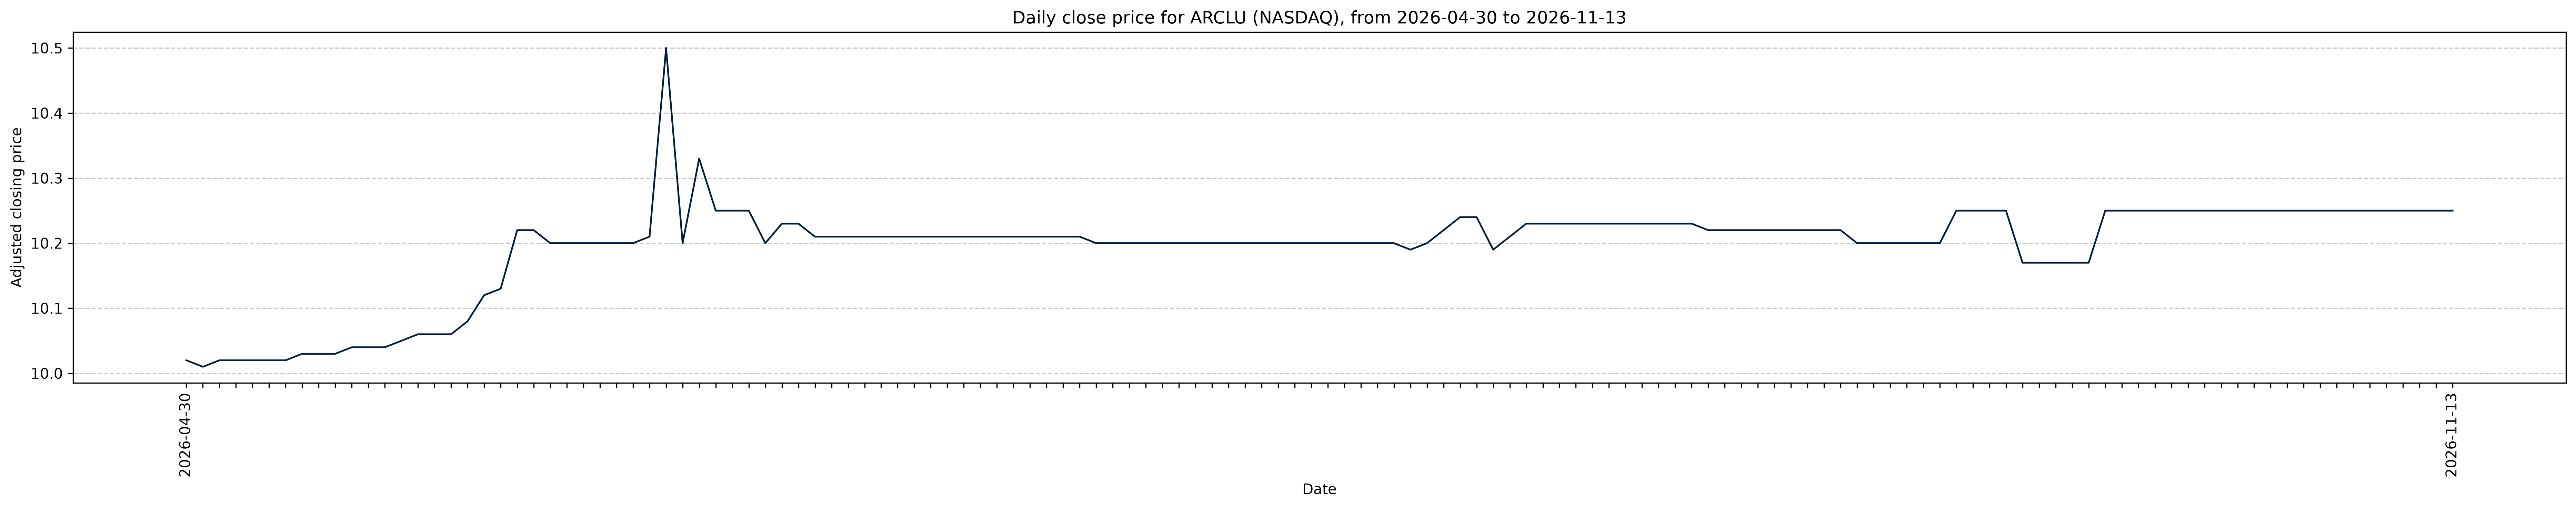 Daily close price for ARCLU (NASDAQ), from 2026-04-30 to 2026-11-13
Adjusted closing price
10.5
10.4
10.3
10.2
10.1
10.0
2026-04-30
2026-11-13
Date